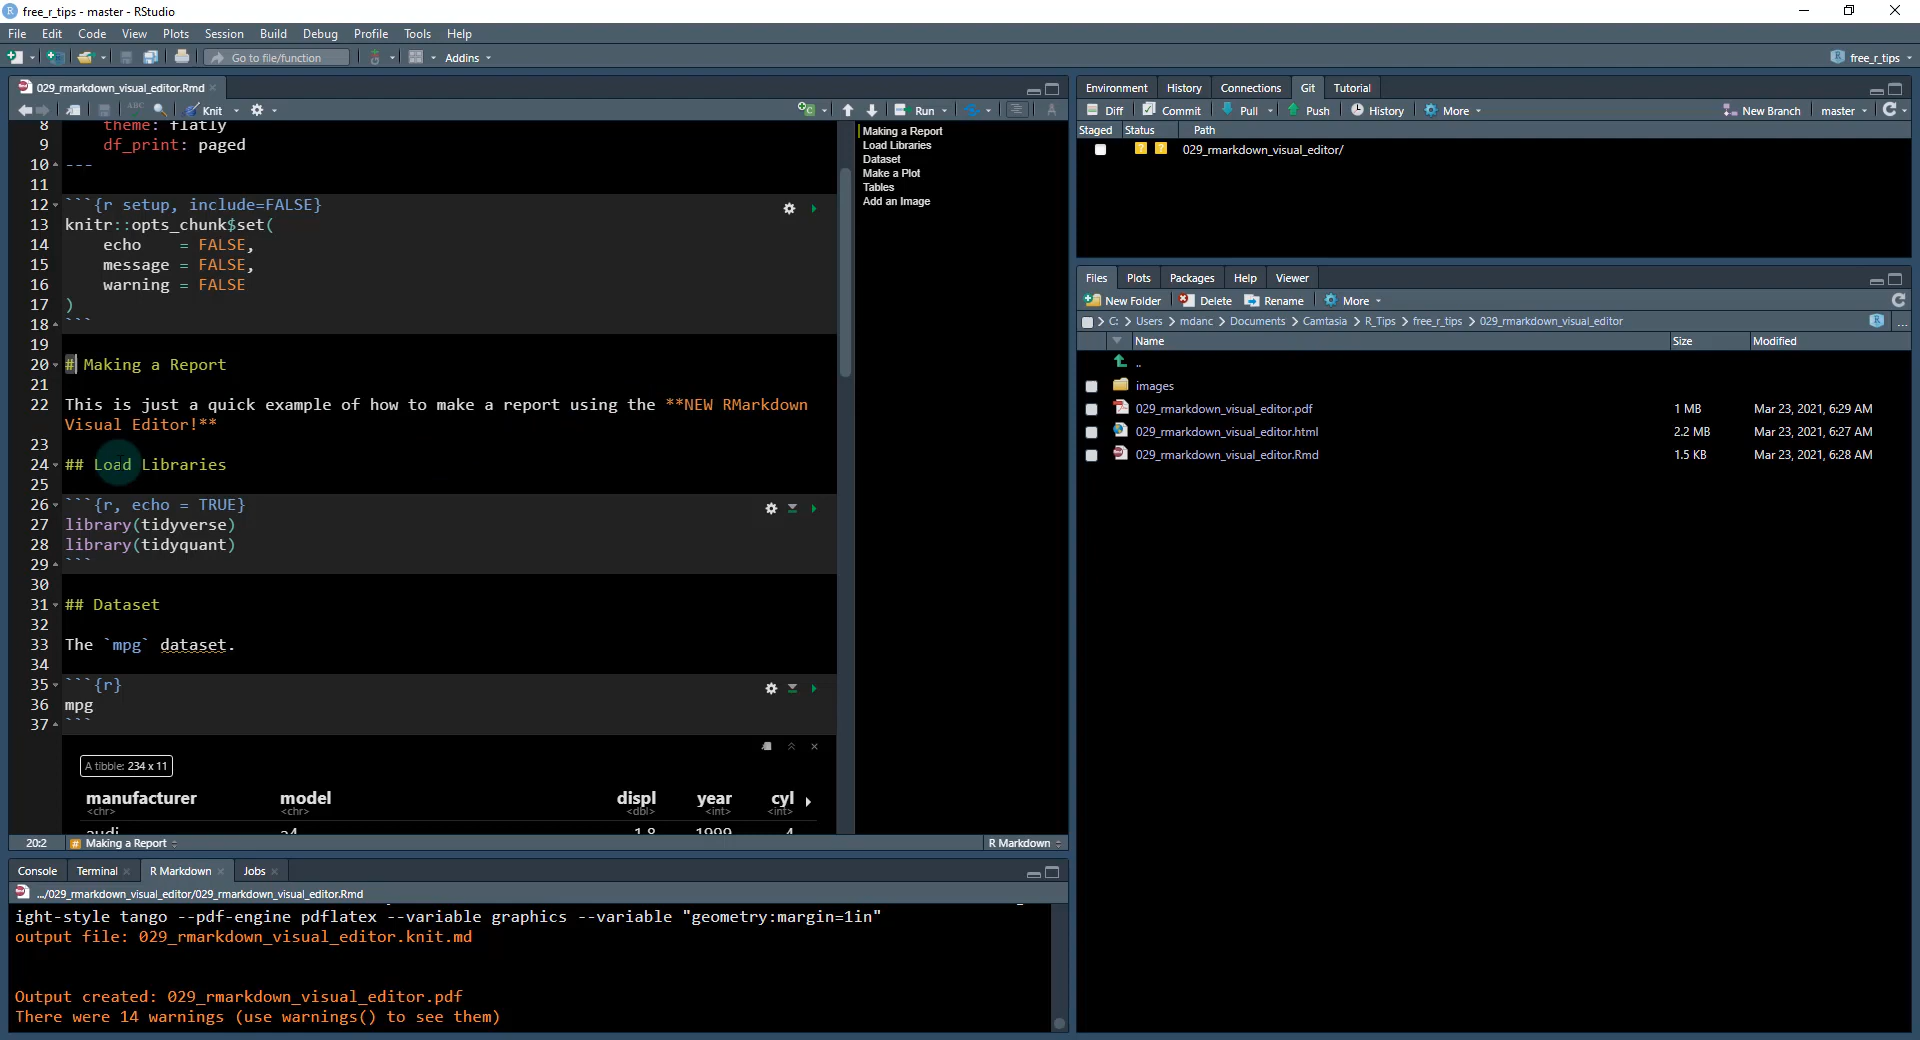 free_r_tips - master - RStudio
File Edit Code View Plots Session Build Debug Profile Tools Help
Go to file/function Addins free_r_tips
029_rmarkdown_visual_editor.Rmd
ABC Knit Run
8 theme: flatly
9 df_print: paged
10 ---
11
12 ```{r setup, include=FALSE}
13 knitr::opts_chunk$set(
14 echo = FALSE,
15 message = FALSE,
16 warning = FALSE
17 )
18 ```
19
20 # Making a Report
21
22 This is just a quick example of how to make a report using the **NEW RMarkdown
Visual Editor!**
23
24 ## Load Libraries
25
26 ```{r, echo = TRUE}
27 library(tidyverse)
28 library(tidyquant)
29 ```
30
31 ## Dataset
32
33 The `mpg` dataset.
34
35 ```{r}
36 mpg
37 ```
A tibble: 234 x 11
manufacturer model displ year cyl
<chr> <chr> <dbl> <int> <int>
audi a4 1.8 1999 4
20:2 # Making a Report R Markdown
Making a Report
Load Libraries
Dataset
Make a Plot
Tables
Add an Image
Console Terminal R Markdown Jobs
.../029_rmarkdown_visual_editor/029_rmarkdown_visual_editor.Rmd
ight-style tango --pdf-engine pdflatex --variable graphics --variable "geometry:margin=1in"
output file: 029_rmarkdown_visual_editor.knit.md
Output created: 029_rmarkdown_visual_editor.pdf
There were 14 warnings (use warnings() to see them)
Environment History Connections Git Tutorial
Diff Commit Pull Push History More New Branch master
Staged Status Path
? ? 029_rmarkdown_visual_editor/
Files Plots Packages Help Viewer
New Folder Delete Rename More
C: > Users > mdanc > Documents > Camtasia > R_Tips > free_r_tips > 029_rmarkdown_visual_editor ...
Name Size Modified
..
images
029_rmarkdown_visual_editor.pdf 1 MB Mar 23, 2021, 6:29 AM
029_rmarkdown_visual_editor.html 2.2 MB Mar 23, 2021, 6:27 AM
029_rmarkdown_visual_editor.Rmd 1.5 KB Mar 23, 2021, 6:28 AM